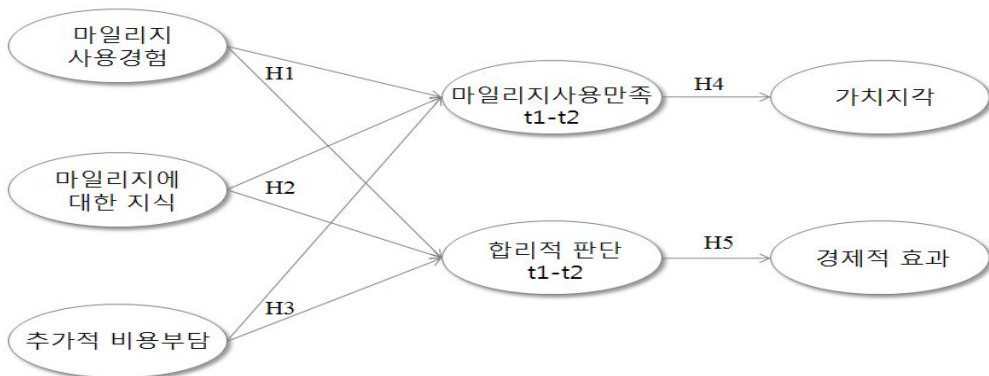 마일리지
사용경험
H1
마일리지사용만족
t1-t2
H4
가치지각
마일리지에
대한 지식
H2
합리적 판단
t1-t2
H5
경제적 효과
추가적 비용부담
H3